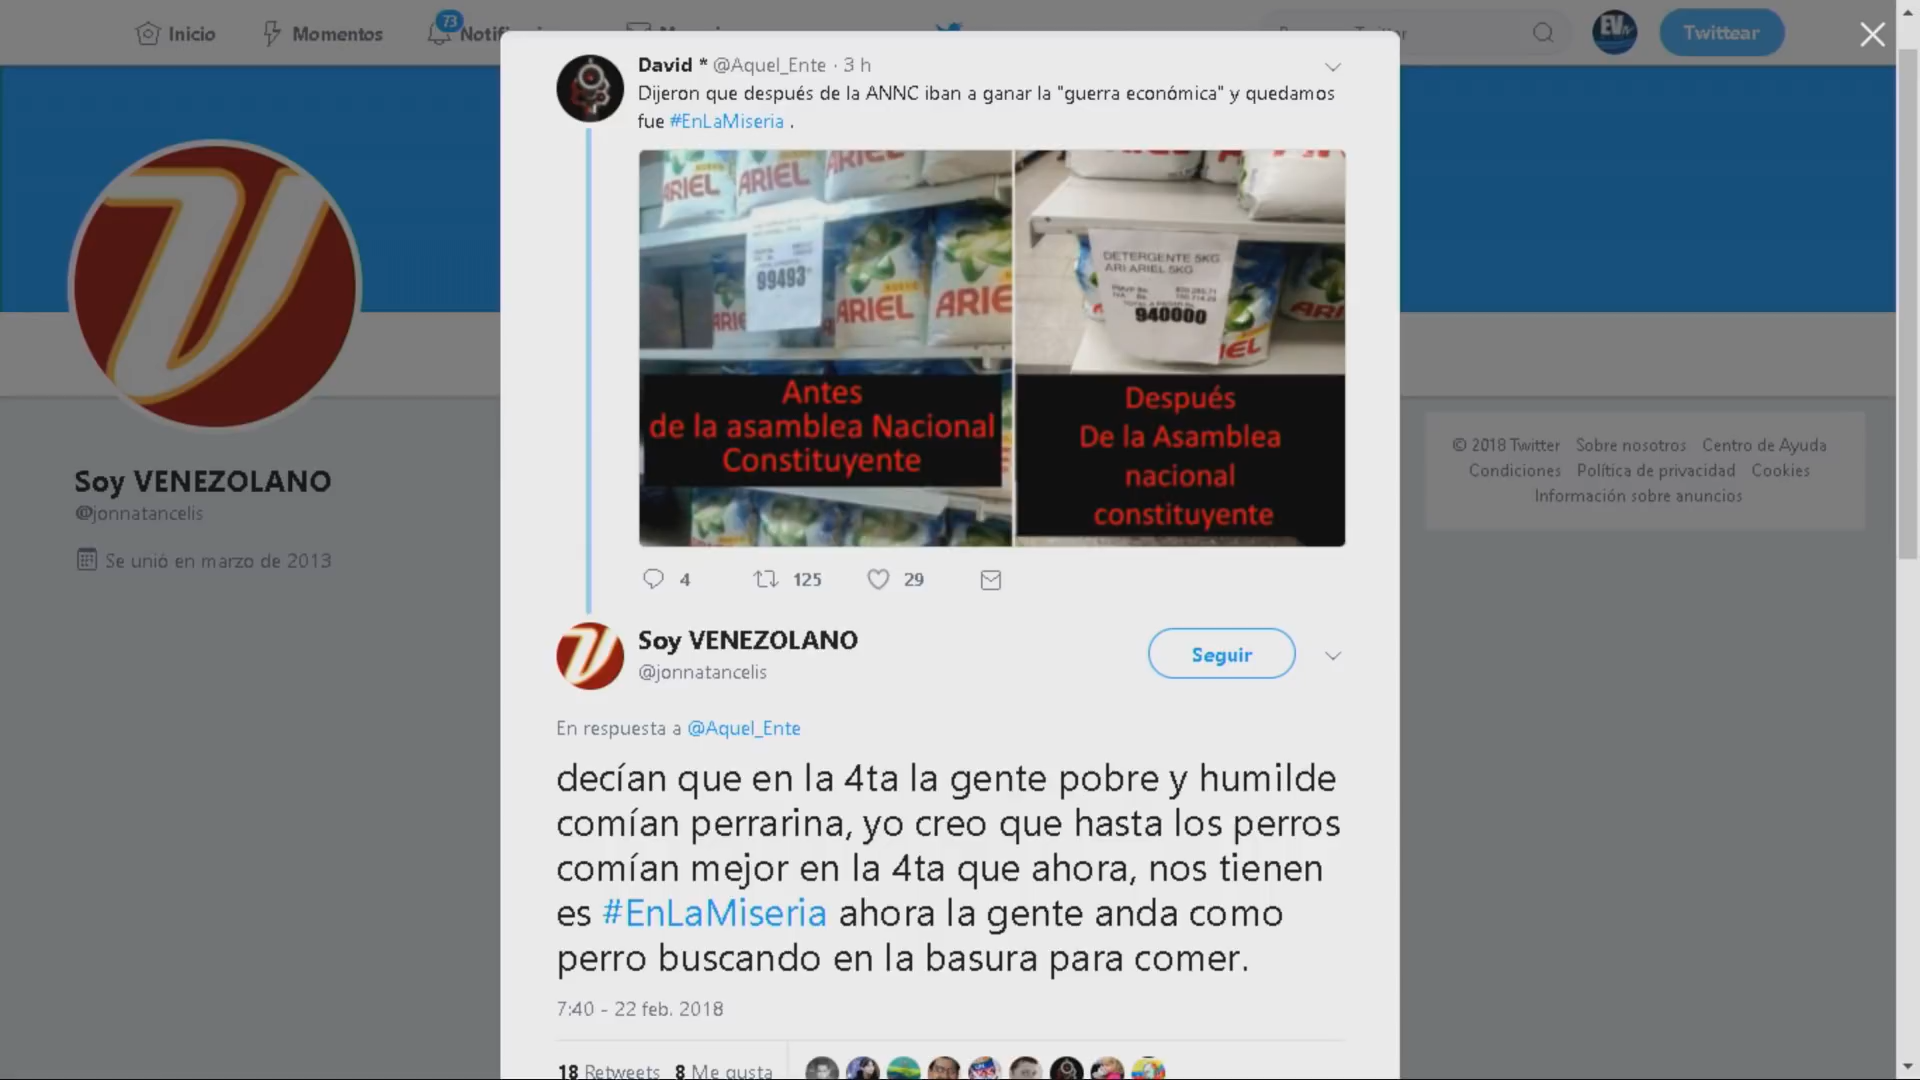 Inicio
Momentos
73
EV
Twittear
David * @Aquel_Ente · 3 h
Dijeron que después de la ANNC iban a ganar la "guerra económica" y quedamos
fue #EnLaMiseria .
ARIEL ARIEL ARIEL
99493
ARIEL ARIEL
Antes
de la asamblea Nacional
Constituyente
DETERGENTE 5KG
ARI ARIEL 5KG
940000
ARIEL
Después
De la Asamblea
nacional
constituyente
4 125 29
Soy VENEZOLANO
@jonnatancelis
Se unió en marzo de 2013
© 2018 Twitter Sobre nosotros Centro de Ayuda
Condiciones Política de privacidad Cookies
Información sobre anuncios
Soy VENEZOLANO
@jonnatancelis
Seguir
En respuesta a @Aquel_Ente
decían que en la 4ta la gente pobre y humilde
comían perrarina, yo creo que hasta los perros
comían mejor en la 4ta que ahora, nos tienen
es #EnLaMiseria ahora la gente anda como
perro buscando en la basura para comer.
7:40 - 22 feb. 2018
18 Retweets 8 Me gusta